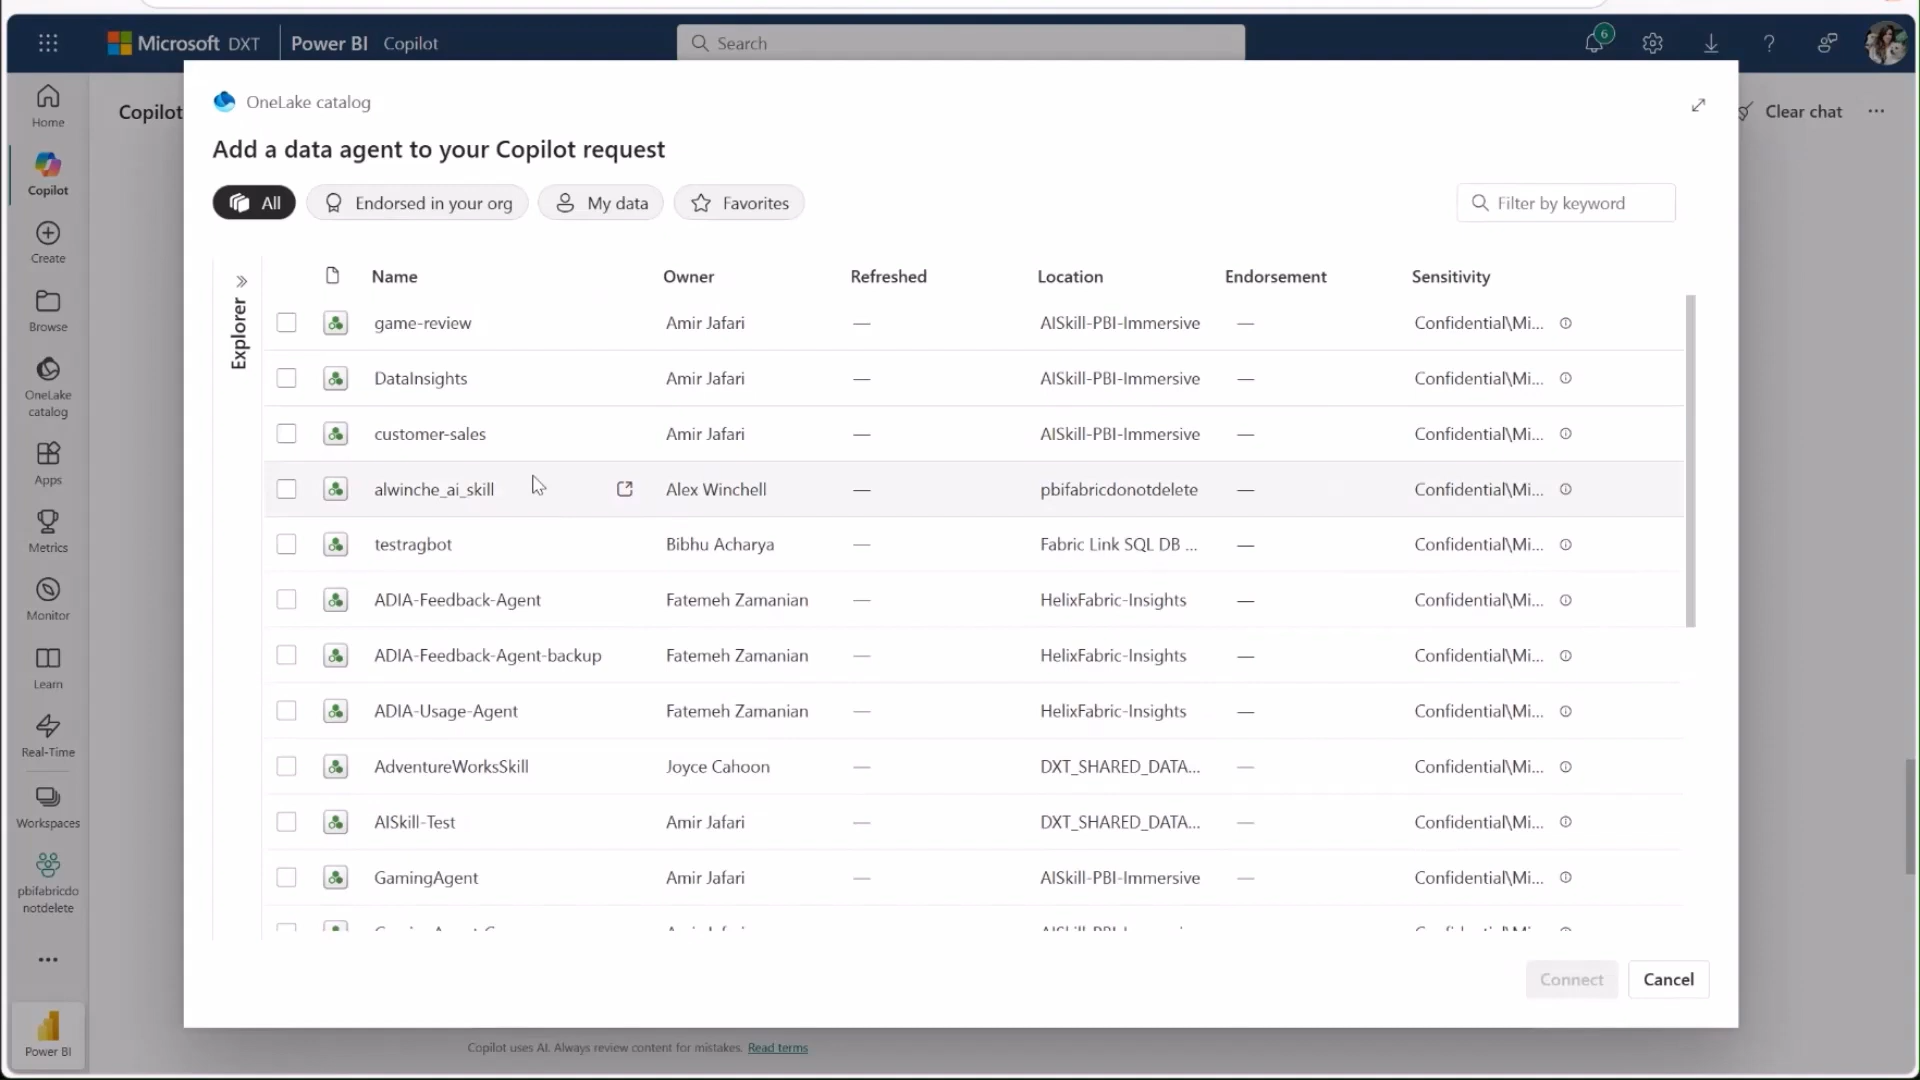 Microsoft DXT Power BI Copilot Search 6 ?
Home
Copilot
Create
Browse
OneLake
catalog
Apps
Metrics
Monitor
Learn
Real-Time
Workspaces
pbifabricdo
notdelete
Power BI
Copilot
Clear chat
OneLake catalog
Add a data agent to your Copilot request
All Endorsed in your org My data Favorites Filter by keyword
Explorer
Name Owner Refreshed Location Endorsement Sensitivity
game-review Amir Jafari — AISkill-PBI-Immersive — Confidential\Mi...
DataInsights Amir Jafari — AISkill-PBI-Immersive — Confidential\Mi...
customer-sales Amir Jafari — AISkill-PBI-Immersive — Confidential\Mi...
alwinche_ai_skill Alex Winchell — pbifabricdonotdelete — Confidential\Mi...
testragbot Bibhu Acharya — Fabric Link SQL DB ... — Confidential\Mi...
ADIA-Feedback-Agent Fatemeh Zamanian — HelixFabric-Insights — Confidential\Mi...
ADIA-Feedback-Agent-backup Fatemeh Zamanian — HelixFabric-Insights — Confidential\Mi...
ADIA-Usage-Agent Fatemeh Zamanian — HelixFabric-Insights — Confidential\Mi...
AdventureWorksSkill Joyce Cahoon — DXT_SHARED_DATA... — Confidential\Mi...
AISkill-Test Amir Jafari — DXT_SHARED_DATA... — Confidential\Mi...
GamingAgent Amir Jafari — AISkill-PBI-Immersive — Confidential\Mi...
Connect Cancel
Copilot uses AI. Always review content for mistakes. Read terms